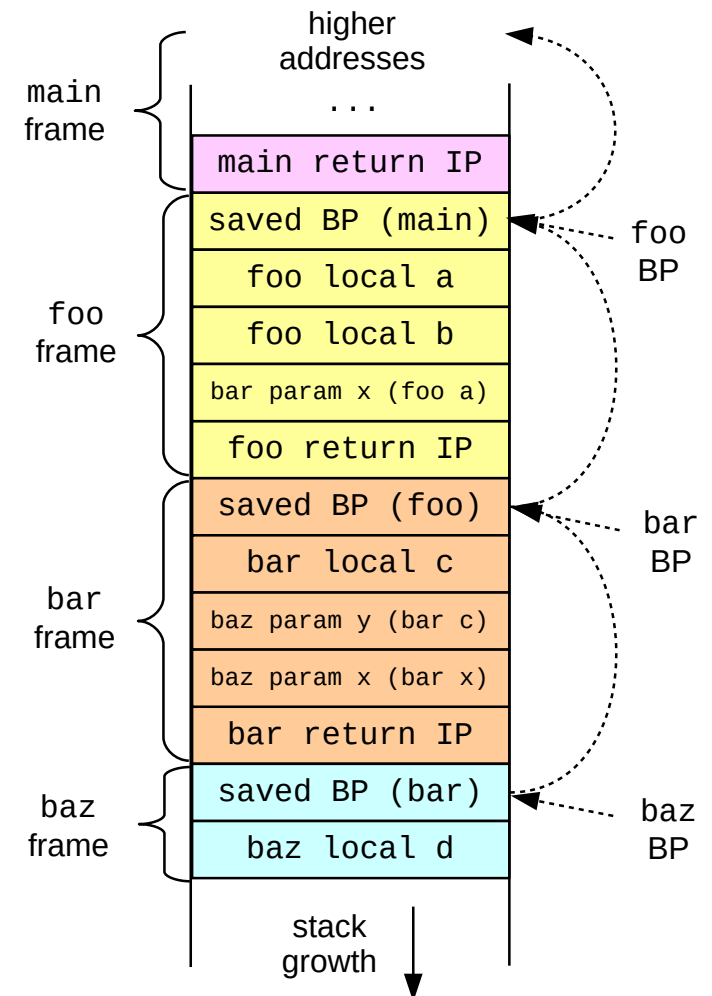 higher
addresses
...
main
frame
main return IP
saved BP (main)
foo
BP
foo local a
foo local b
foo
frame
bar param x (foo a)
foo return IP
saved BP (foo)
bar
BP
bar local c
bar
frame
baz param y (bar c)
baz param x (bar x)
bar return IP
saved BP (bar)
baz
BP
baz
frame
baz local d
stack
growth